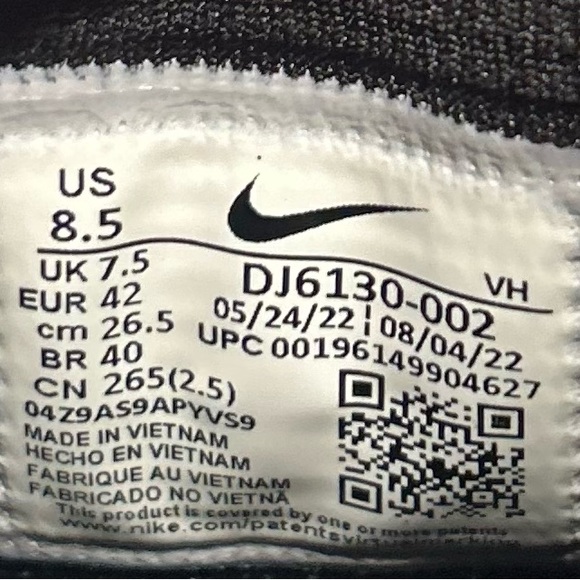 US
8.5
UK 7.5
EUR 42
cm 26.5
BR 40
CN 265(2.5)
VH
DJ6130-002
05/24/22 ¦ 08/04/22
UPC 00196149904627
04Z9AS9APYVS9
MADE IN VIETNAM
HECHO EN VIETNAM
FABRIQUE AU VIETNAM
FABRICADO NO VIETNÃ
This product is covered by one or more patents
www.nike.com/patents